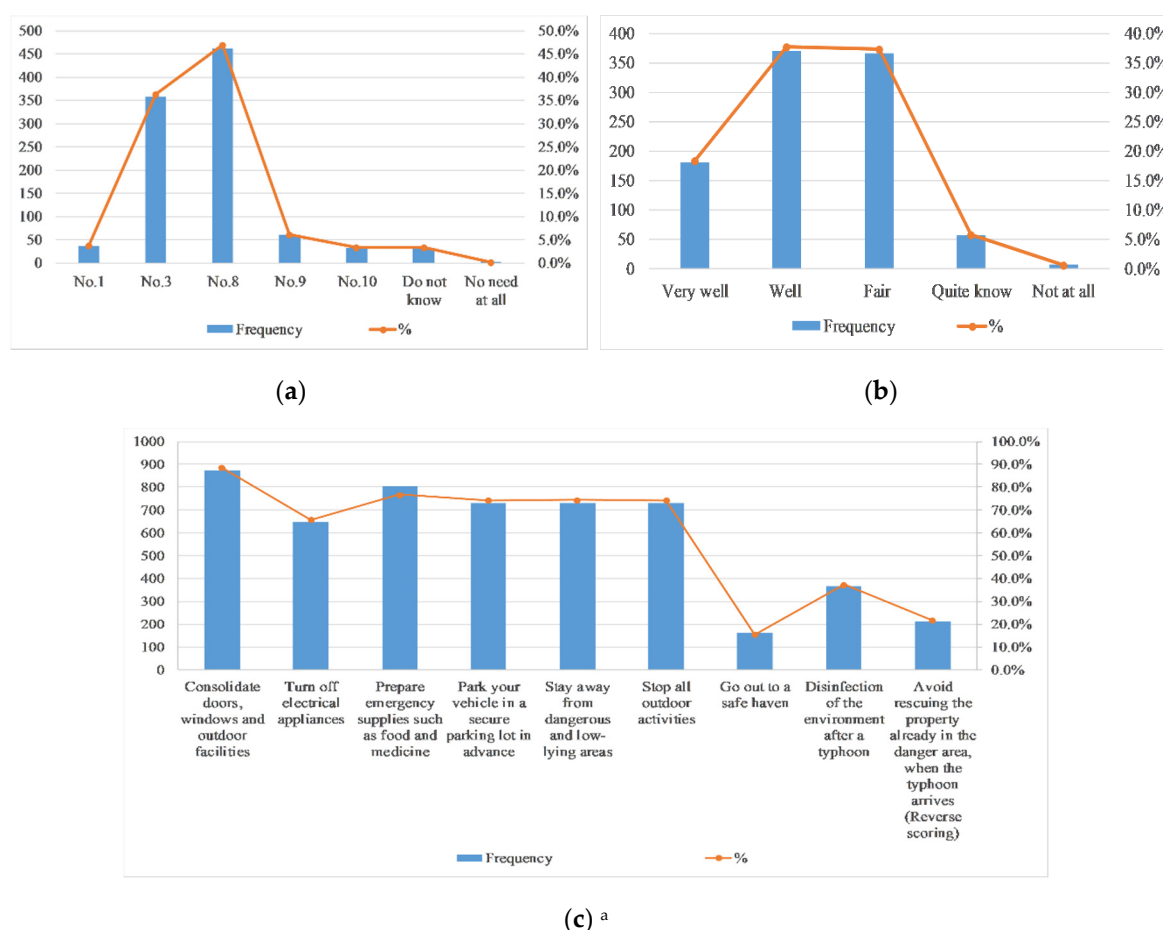 500
450
400
350
300
250
200
150
100
50
0
50.0%
45.0%
40.0%
35.0%
30.0%
25.0%
20.0%
15.0%
10.0%
5.0%
0.0%
No.1 No.3 No.8 No.9 No.10 Do not No need
know at all
Frequency %
(a)
400
350
300
250
200
150
100
50
0
40.0%
35.0%
30.0%
25.0%
20.0%
15.0%
10.0%
5.0%
0.0%
Very well Well Fair Quite know Not at all
Frequency %
(b)
1000
900
800
700
600
500
400
300
200
100
0
100.0%
90.0%
80.0%
70.0%
60.0%
50.0%
40.0%
30.0%
20.0%
10.0%
0.0%
Consolidate
doors,
windows and
outdoor
facilities
Turn off
electrical
appliances
Prepare
emergency
supplies such
as food and
medicine
Park your
vehicle in a
secure
parking lot in
advance
Stay away
from
dangerous
and low-
lying areas
Stop all
outdoor
activities
Go out to a
safe haven
Disinfection
of the
environment
after a
typhoon
Avoid
rescuing the
property
already in the
danger area,
when the
typhoon
arrives
(Reverse
scoring)
Frequency %
(c) a